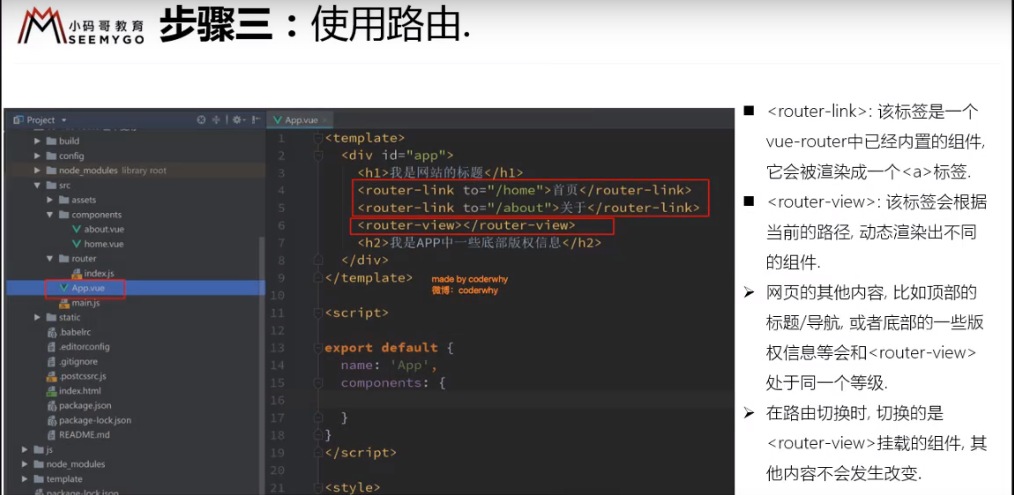 小码哥教育
SEEMYGO
步骤三：使用路由.
Project
build
config
node_modules library root
src
assets
components
about.vue
home.vue
router
index.js
App.vue
main.js
static
.babelrc
.editorconfig
.gitignore
.postcssrc.js
index.html
package.json
package-lock.json
README.md
js
node_modules
template
package-lock.json
App.vue
1 <template>
2 <div id="app">
3 <h1>我是网站的标题</h1>
4 <router-link to="/home">首页</router-link>
5 <router-link to="/about">关于</router-link>
6 <router-view></router-view>
7 <h2>我是APP中一些底部版权信息</h2>
8 </div>
9 </template>
10
11 <script>
12
13 export default {
14 name: 'App',
15 components: {
16
17 }
18 }
19 </script>
20
21 <style>
made by coderwhy
微博：coderwhy
<router-link>: 该标签是一个
vue-router中已经内置的组件,
它会被渲染成一个<a>标签.
<router-view>: 该标签会根据
当前的路径, 动态渲染出不同
的组件.
网页的其他内容, 比如顶部的
标题/导航, 或者底部的一些版
权信息等会和<router-view>
处于同一个等级.
在路由切换时, 切换的是
<router-view>挂载的组件, 其
他内容不会发生改变.